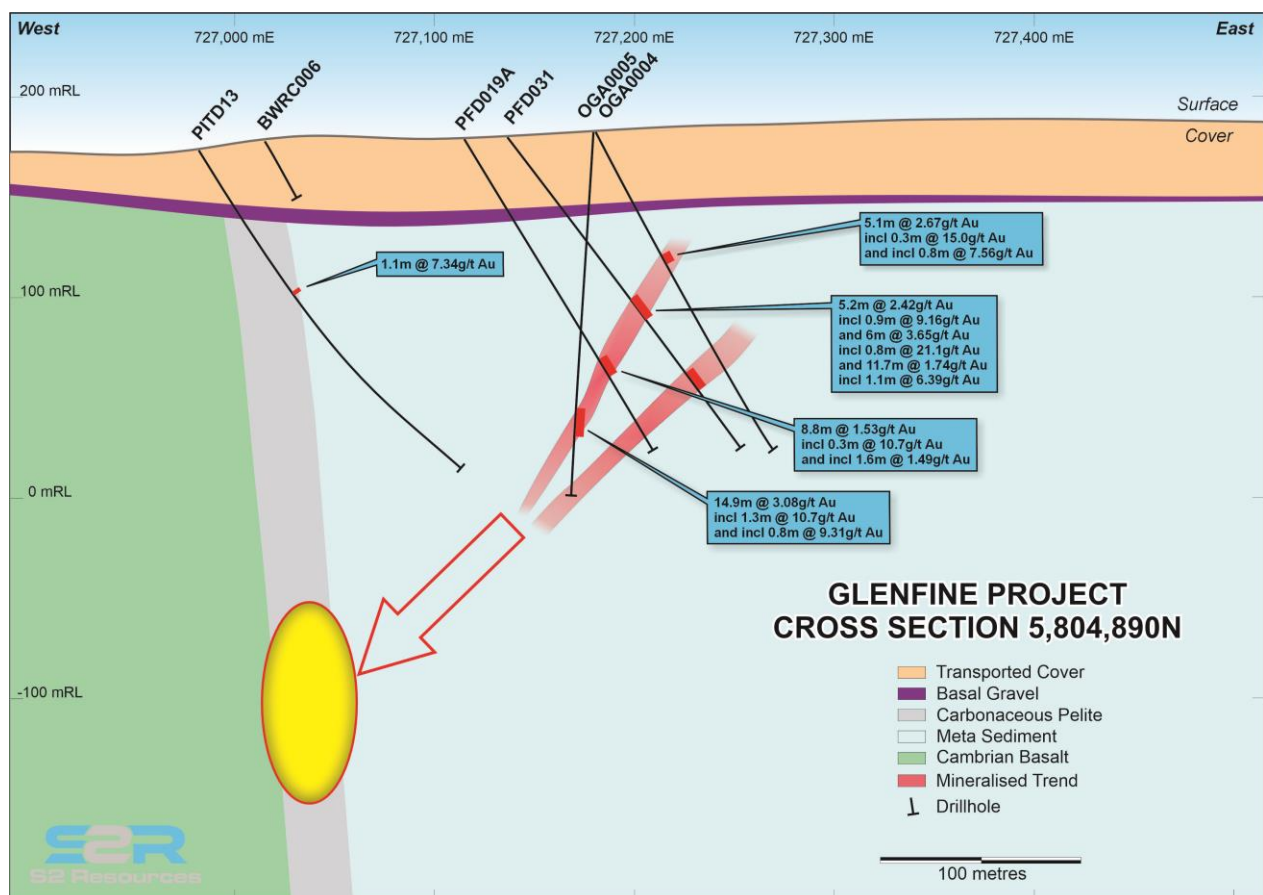 West
East
727,000 mE
727,100 mE
727,200 mE
727,300 mE
727,400 mE
200 mRL
PITD13
BWRC006
PFD019A
PFD031
OGA0005
OGA0004
Surface
Cover
5.1m @ 2.67g/t Au
incl 0.3m @ 15.0g/t Au
and incl 0.8m @ 7.56g/t Au
1.1m @ 7.34g/t Au
100 mRL
5.2m @ 2.42g/t Au
incl 0.9m @ 9.16g/t Au
and 6m @ 3.65g/t Au
incl 0.8m @ 21.1g/t Au
and 11.7m @ 1.74g/t Au
incl 1.1m @ 6.39g/t Au
8.8m @ 1.53g/t Au
incl 0.3m @ 10.7g/t Au
and incl 1.6m @ 1.49g/t Au
0 mRL
14.9m @ 3.08g/t Au
incl 1.3m @ 10.7g/t Au
and incl 0.8m @ 9.31g/t Au
GLENFINE PROJECT
CROSS SECTION 5,804,890N
Transported Cover
-100 mRL
Basal Gravel
Carbonaceous Pelite
Meta Sediment
Cambrian Basalt
Mineralised Trend
Drillhole
100 metres
S2R
S2 Resources